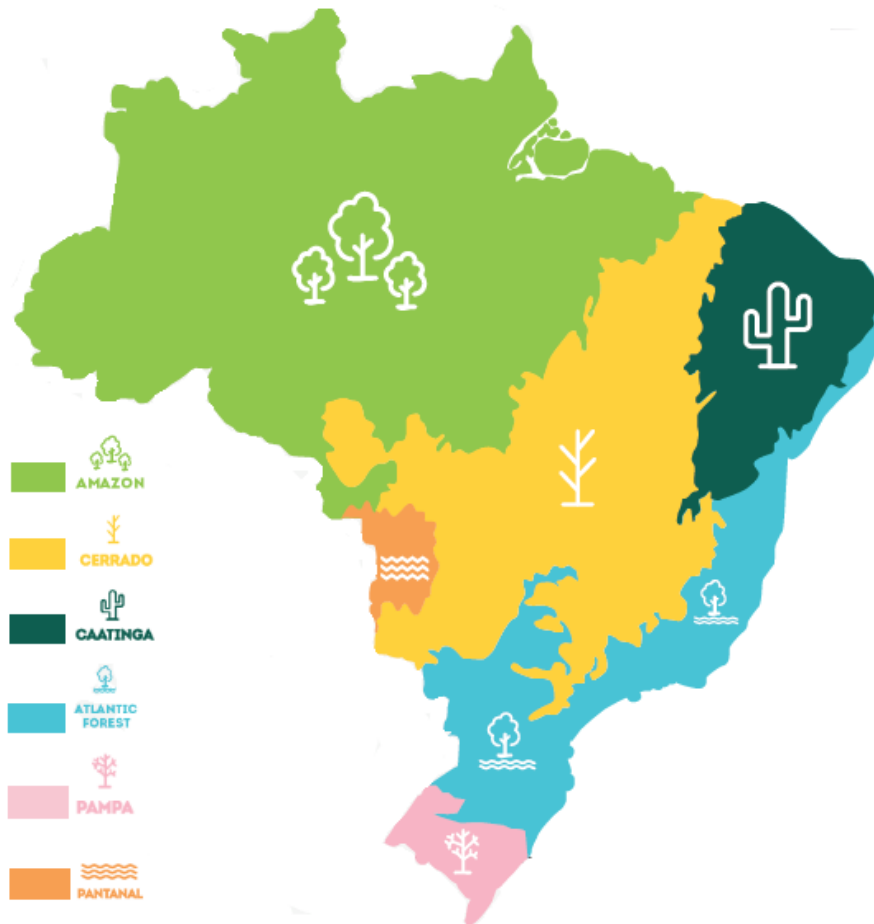 AMAZON
CERRADO
CAATINGA
ATLANTIC
FOREST
PAMPA
PANTANAL